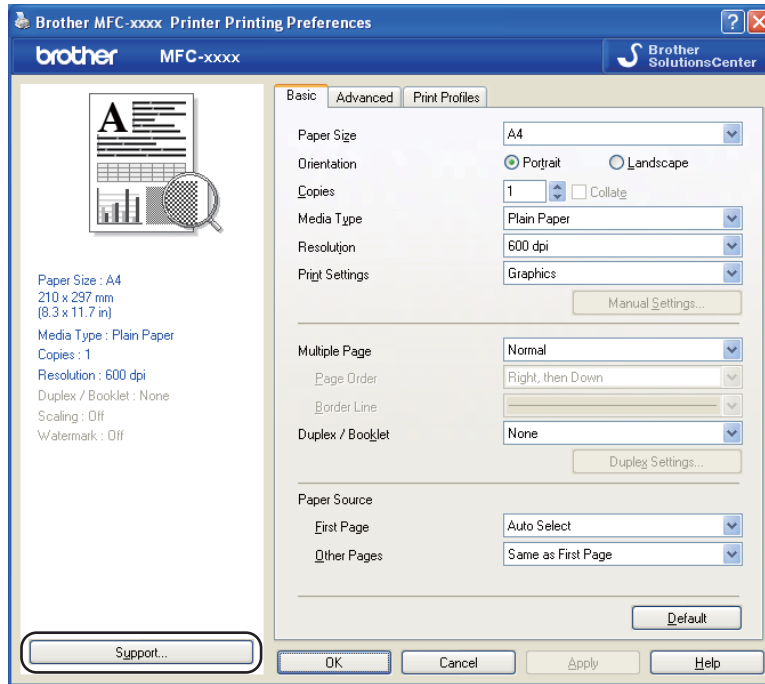 Brother MFC-xxxx Printer Printing Preferences
brother MFC-xxxx
Brother
SolutionsCenter
A
Paper Size : A4
210 x 297 mm
(8.3 x 11.7 in)
Media Type : Plain Paper
Copies : 1
Resolution : 600 dpi
Duplex / Booklet : None
Scaling : Off
Watermark : Off
Support...
Basic Advanced Print Profiles
Paper Size A4
Orientation Portrait Landscape
Copies 1 Collate
Media Type Plain Paper
Resolution 600 dpi
Print Settings Graphics
Manual Settings...
Multiple Page Normal
Page Order Right, then Down
Border Line
Duplex / Booklet None
Duplex Settings...
Paper Source
First Page Auto Select
Other Pages Same as First Page
Default
OK Cancel Apply Help